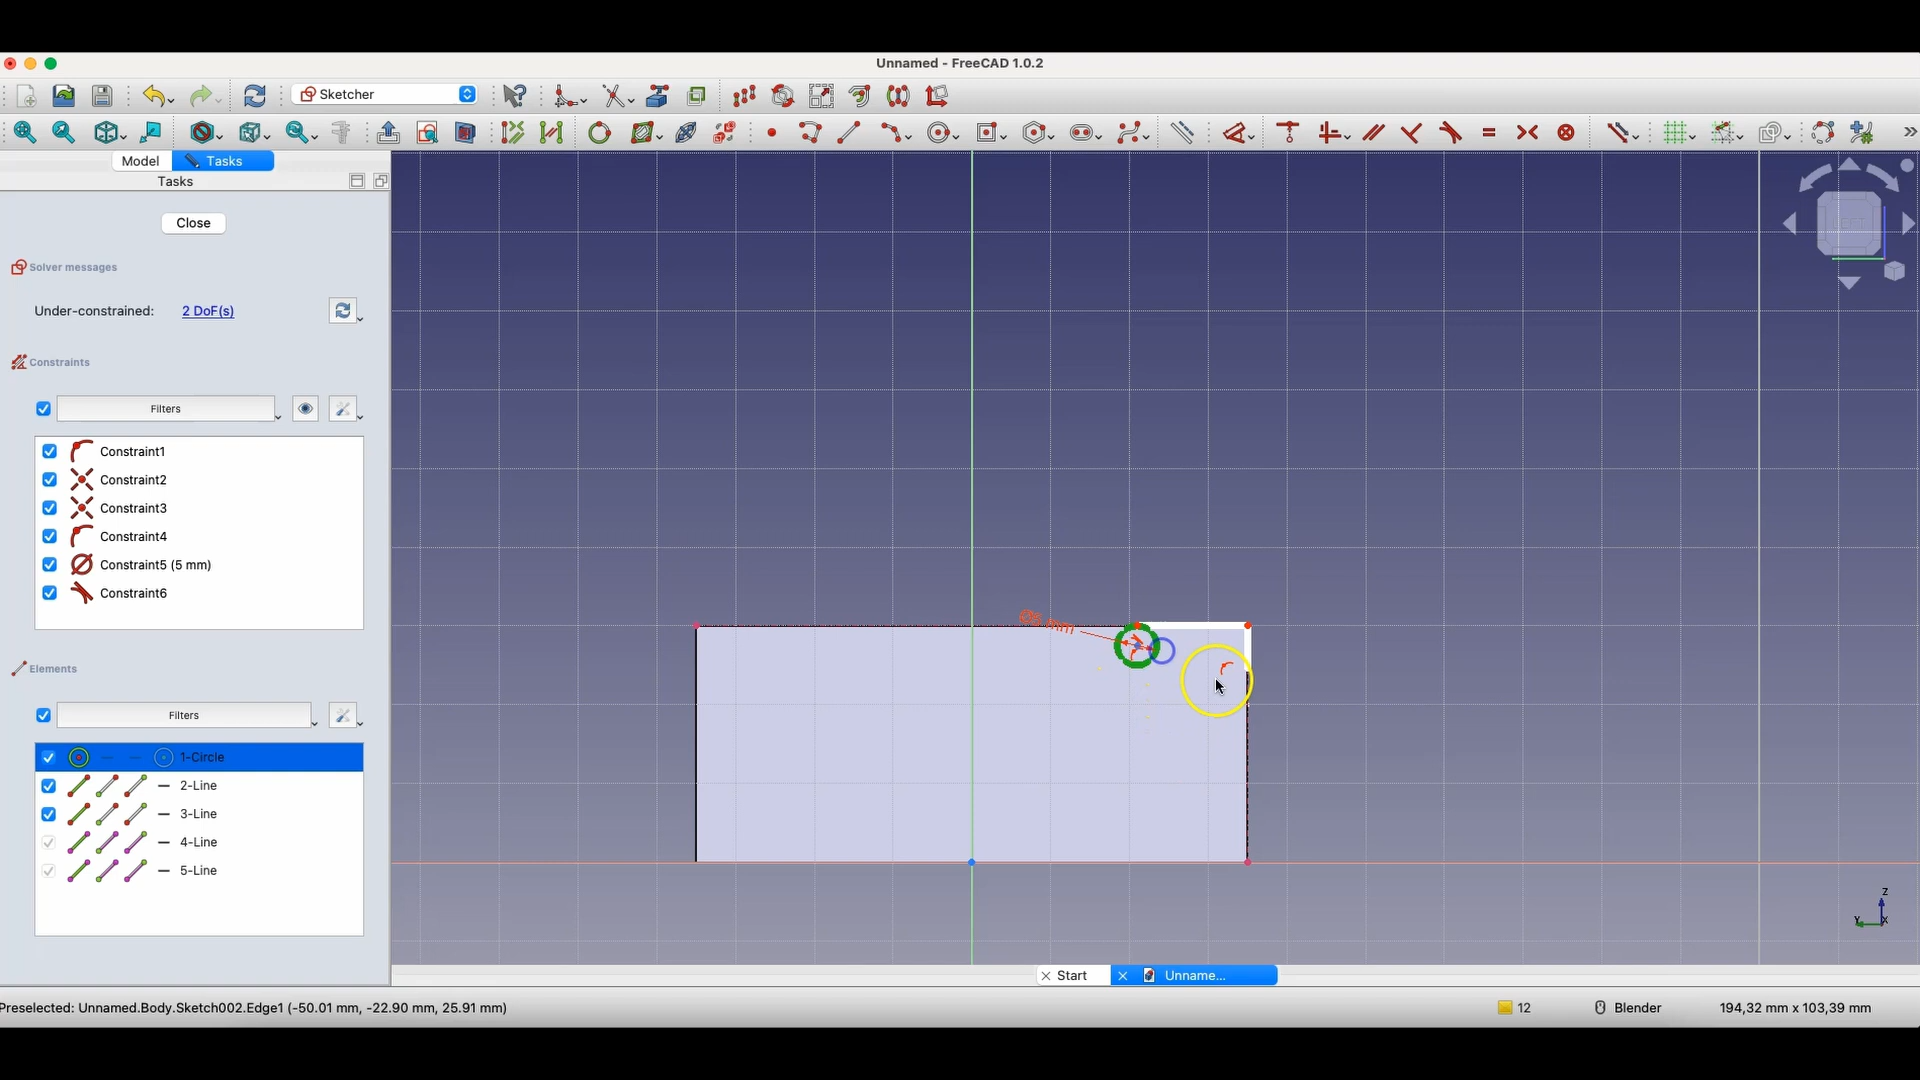 Unnamed - FreeCAD 1.0.2
Sketcher
Model
Tasks
Tasks
Close
Solver messages
Under-constrained: 2 DoF(s)
Constraints
Filters
Constraint1
Constraint2
Constraint3
Constraint4
Constraint5 (5 mm)
Constraint6
Elements
Filters
1-Circle
2-Line
3-Line
4-Line
5-Line
Ø5 mm
Z
Y
X
Start
Unname...
Preselected: Unnamed.Body.Sketch002.Edge1 (-50.01 mm, -22.90 mm, 25.91 mm)
12
Blender
194,32 mm x 103,39 mm